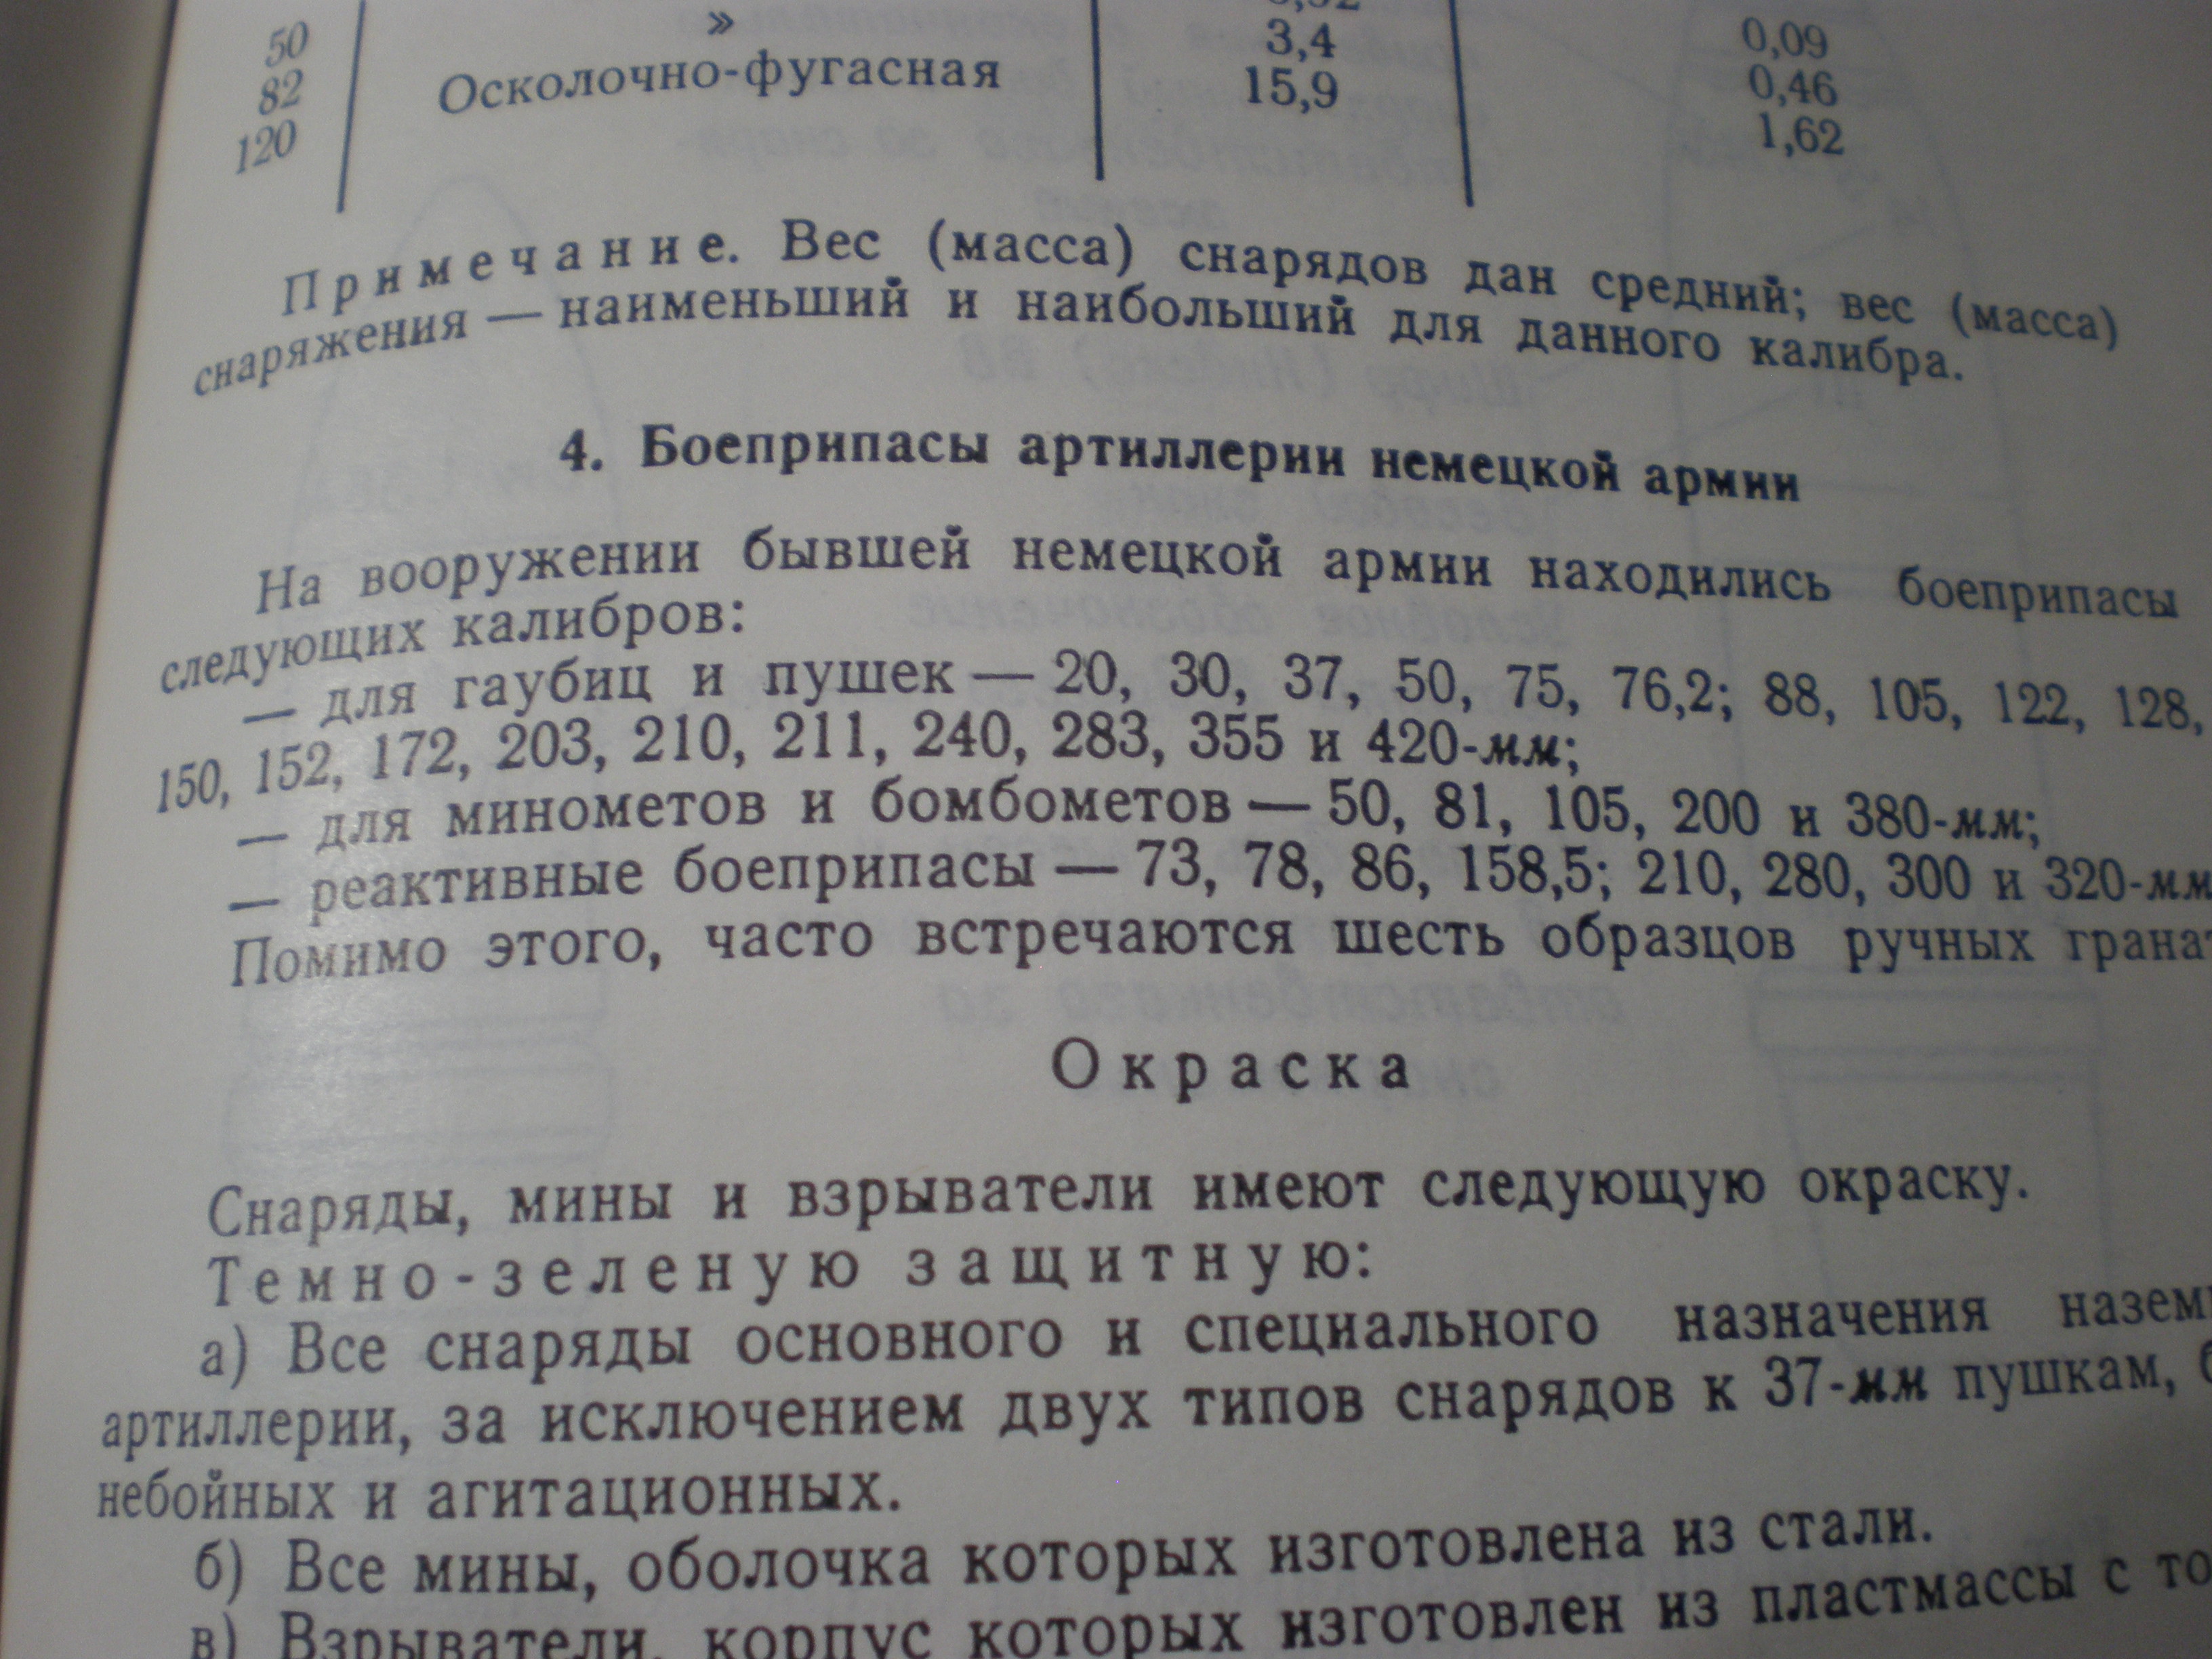 »
50 3,4 0,09
82 Осколочно-фугасная 15,9 0,46
120 1,62
Примечание. Вес (масса) снарядов дан средний; вес (масса)
снаряжения — наименьший и наибольший для данного калибра.
4. Боеприпасы артиллерии немецкой армии
На вооружении бывшей немецкой армии находились боеприпасы
следующих калибров:
— для гаубиц и пушек — 20, 30, 37, 50, 75, 76,2; 88, 105, 122, 128,
150, 152, 172, 203, 210, 211, 240, 283, 355 и 420-мм;
— для минометов и бомбометов — 50, 81, 105, 200 и 380-мм;
— реактивные боеприпасы — 73, 78, 86, 158,5; 210, 280, 300 и 320-мм
Помимо этого, часто встречаются шесть образцов ручных гранат
Окраска
Снаряды, мины и взрыватели имеют следующую окраску.
Темно-зеленую защитную:
а) Все снаряды основного и специального назначения назем
артиллерии, за исключением двух типов снарядов к 37-мм пушкам, б
небойных и агитационных.
б) Все мины, оболочка которых изготовлена из стали.
в) Взрыватели, корпус которых изготовлен из пластмассы с то